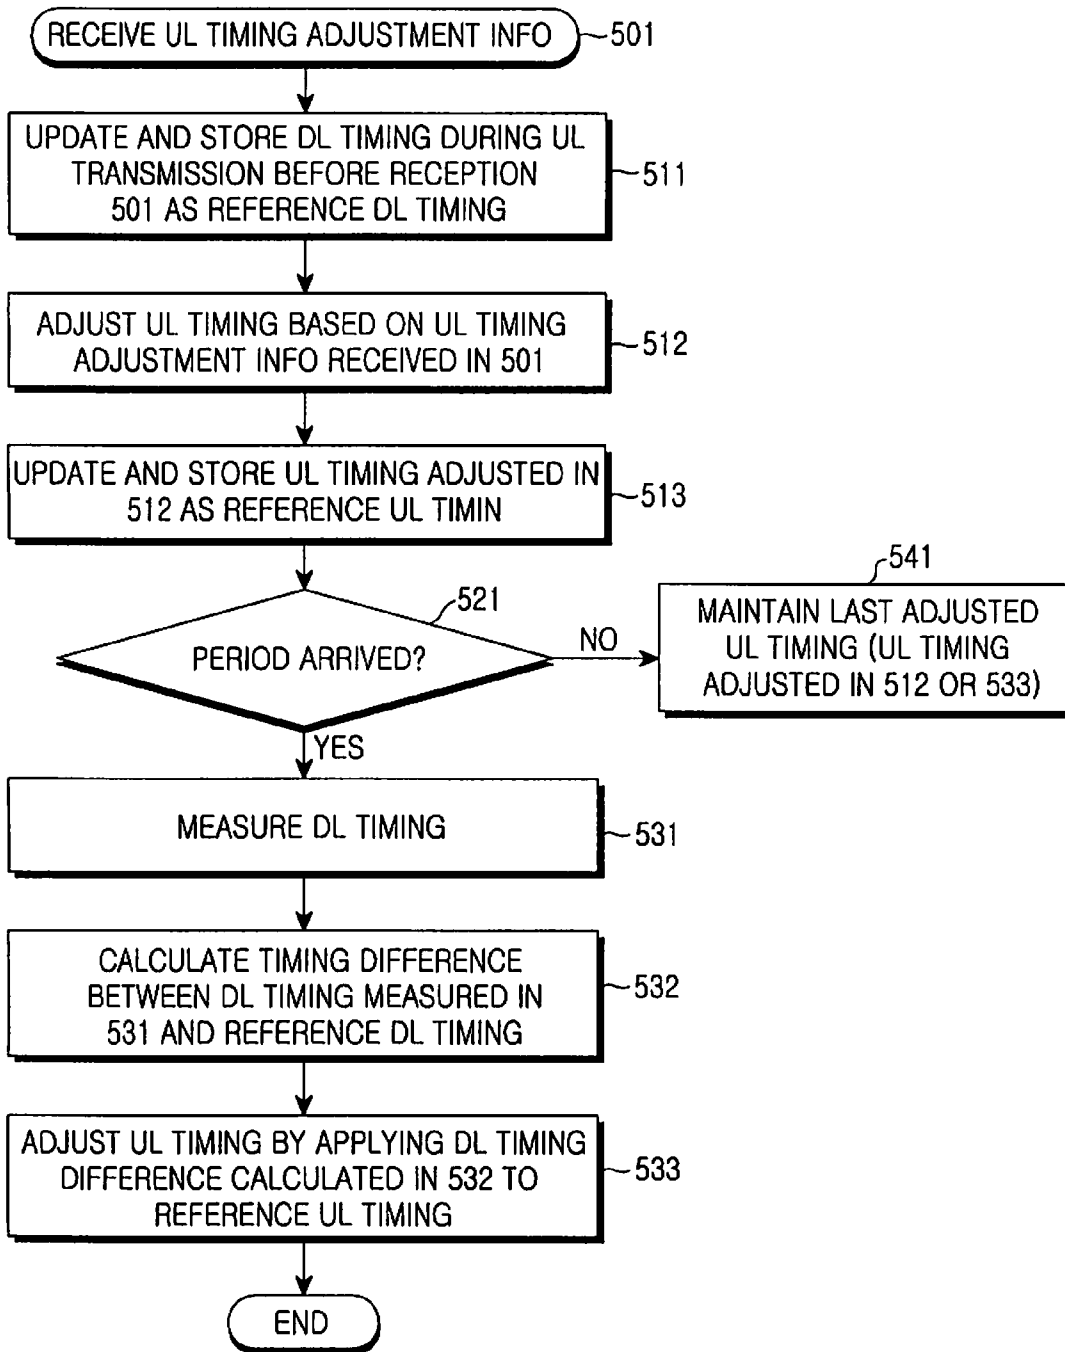 RECEIVE UL TIMING ADJUSTMENT INFO
501
UPDATE AND STORE DL TIMING DURING UL
TRANSMISSION BEFORE RECEPTION
501 AS REFERENCE DL TIMING
511
ADJUST UL TIMING BASED ON UL TIMING
ADJUSTMENT INFO RECEIVED IN 501
512
UPDATE AND STORE UL TIMING ADJUSTED IN
512 AS REFERENCE UL TIMIN
513
521
PERIOD ARRIVED?
NO
541
MAINTAIN LAST ADJUSTED
UL TIMING (UL TIMING
ADJUSTED IN 512 OR 533)
YES
MEASURE DL TIMING
531
CALCULATE TIMING DIFFERENCE
BETWEEN DL TIMING MEASURED IN
531 AND REFERENCE DL TIMING
532
ADJUST UL TIMING BY APPLYING DL TIMING
DIFFERENCE CALCULATED IN 532 TO
REFERENCE UL TIMING
533
END